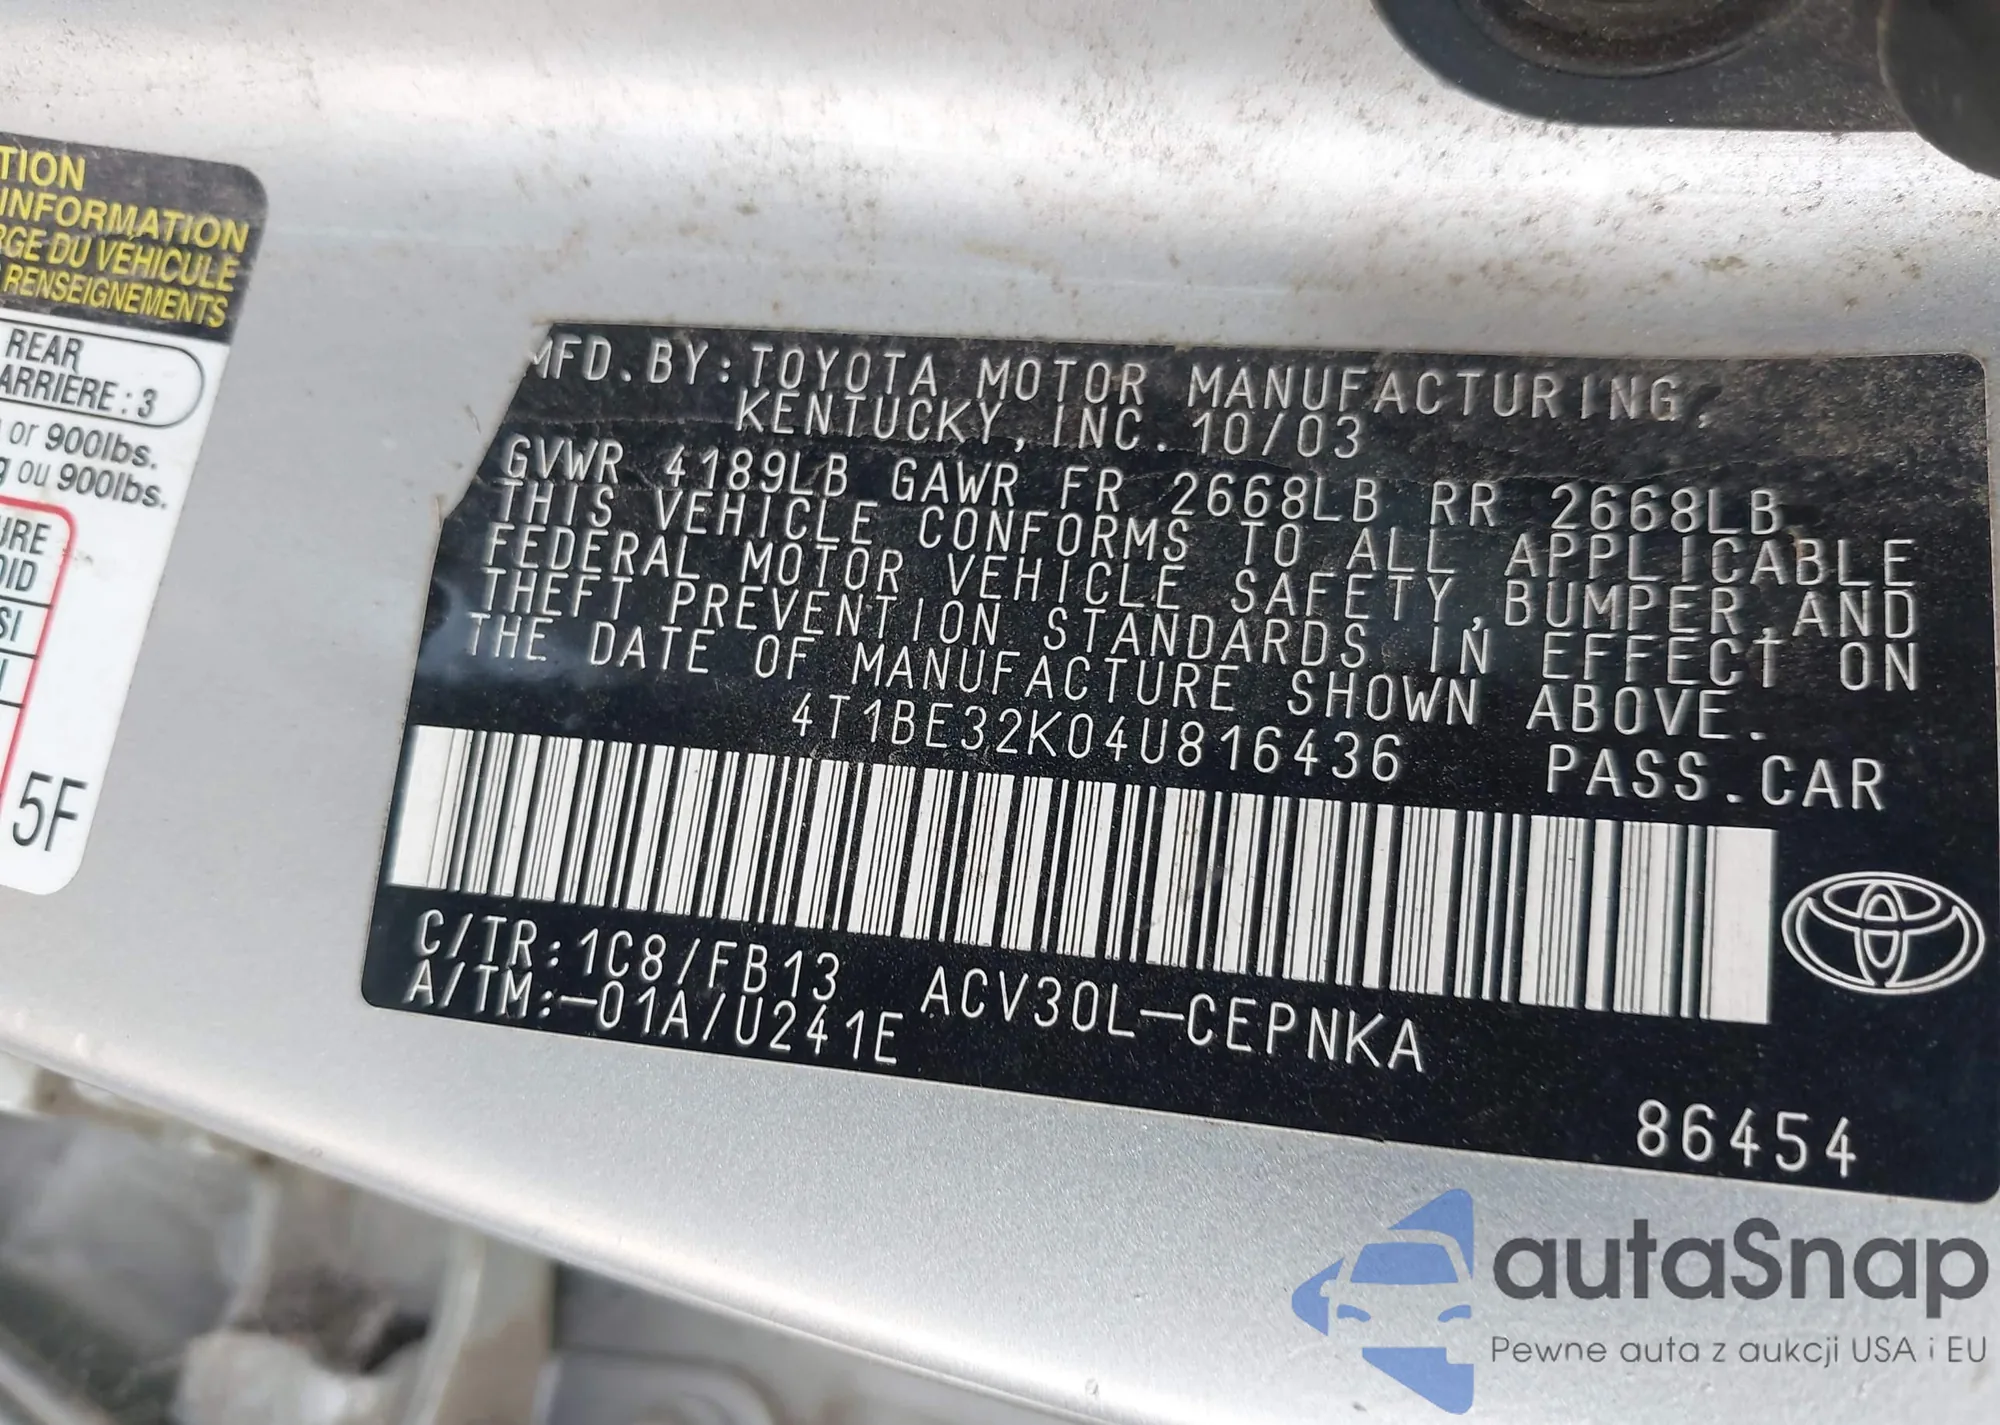 TION
INFORMATION
RGE DU VÉHICULE
RENSEIGNEMENTS
REAR
ARRIÈRE : 3
or 900lbs.
ou 900lbs.
5F
MFD. BY: TOYOTA MOTOR MANUFACTURING,
KENTUCKY, INC. 10/03
GVWR 4189LB GAWR FR 2668LB RR 2668LB
THIS VEHICLE CONFORMS TO ALL APPLICABLE
FEDERAL MOTOR VEHICLE SAFETY, BUMPER, AND
THEFT PREVENTION STANDARDS IN EFFECT ON
THE DATE OF MANUFACTURE SHOWN ABOVE.
4T1BE32K04U816436 PASS. CAR
C/TR: 1C8/FB13 ACV30L-CEPNKA
A/TM:-01A/U241E
86454
autaSnap
Pewne auta z aukcji USA i EU